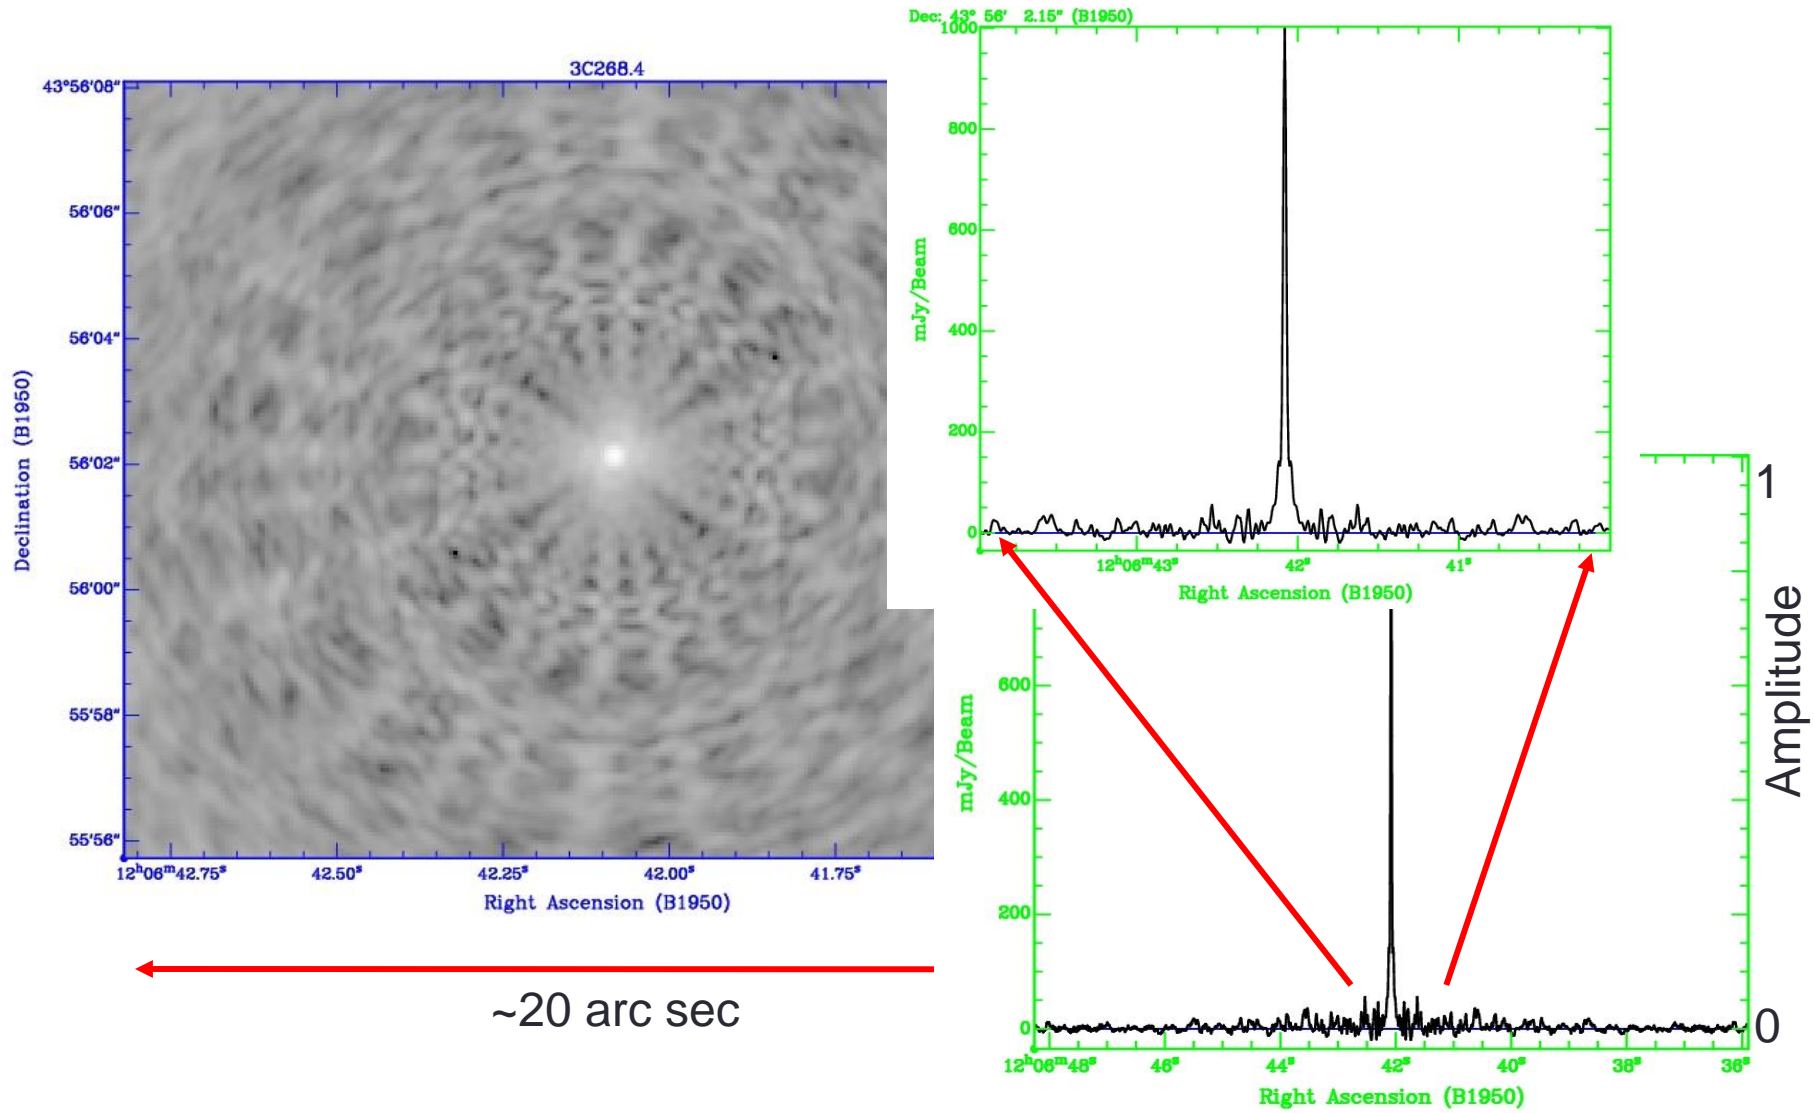 3C268.4
43°56'08"
56'06"
56'04"
56'02"
56'00"
55'58"
55'56"
Declination (B1950)
12ʰ06ᵐ42.75ˢ 42.50ˢ 42.25ˢ 42.00ˢ 41.75ˢ
Right Ascension (B1950)
~20 arc sec
Dec: 43° 56' 2.15" (B1950)
1000
800
600
400
200
0
mJy/Beam
12ʰ06ᵐ43ˢ 42ˢ 41ˢ
Right Ascension (B1950)
600
400
200
0
mJy/Beam
12ʰ06ᵐ48ˢ 46ˢ 44ˢ 42ˢ 40ˢ 38ˢ 36ˢ
Right Ascension (B1950)
1
Amplitude
0